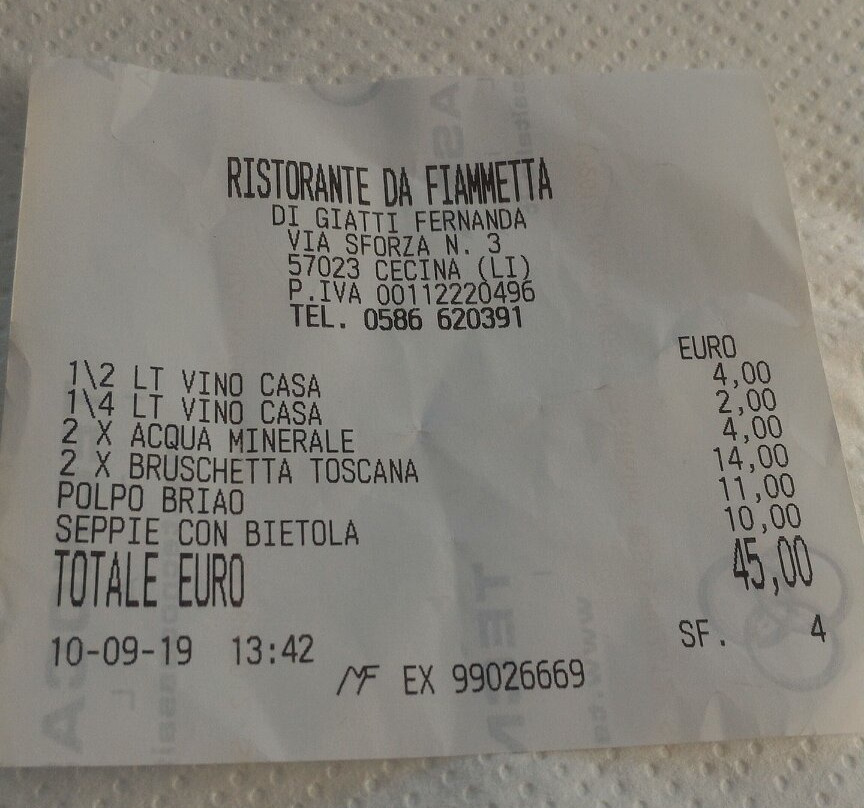 RISTORANTE DA FIAMMETTA
DI GIATTI FERNANDA
VIA SFORZA N. 3
57023 CECINA (LI)
P.IVA 00112220496
TEL. 0586 620391
EURO
1\2 LT VINO CASA 4,00
1\4 LT VINO CASA 2,00
2 X ACQUA MINERALE 4,00
2 X BRUSCHETTA TOSCANA 14,00
POLPO BRIAO 11,00
SEPPIE CON BIETOLA 10,00
TOTALE EURO 45,00
10-09-19 13:42 SF. 4
MF EX 99026669